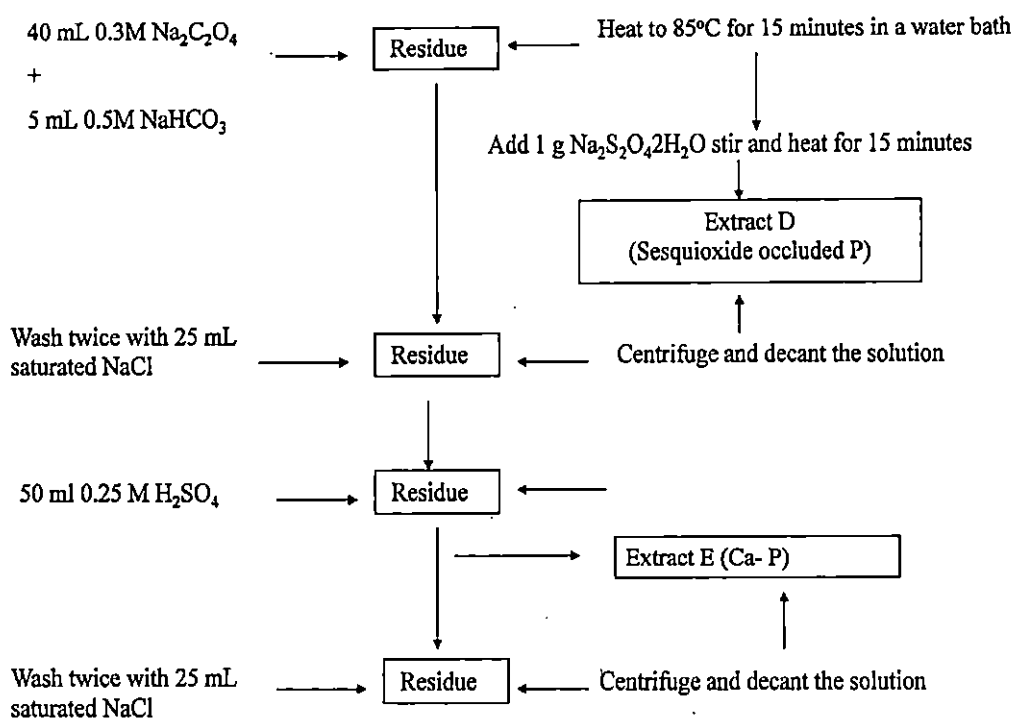 40 mL 0.3M Na₂C₂O₄
+
5 mL 0.5M NaHCO₃
Residue
Heat to 85ºC for 15 minutes in a water bath
Add 1 g Na₂S₂O₄2H₂O stir and heat for 15 minutes
Extract D
(Sesquioxide occluded P)
Wash twice with 25 mL
saturated NaCl
Residue
Centrifuge and decant the solution
50 ml 0.25 M H₂SO₄
Residue
Extract E (Ca- P)
Wash twice with 25 mL
saturated NaCl
Residue
Centrifuge and decant the solution